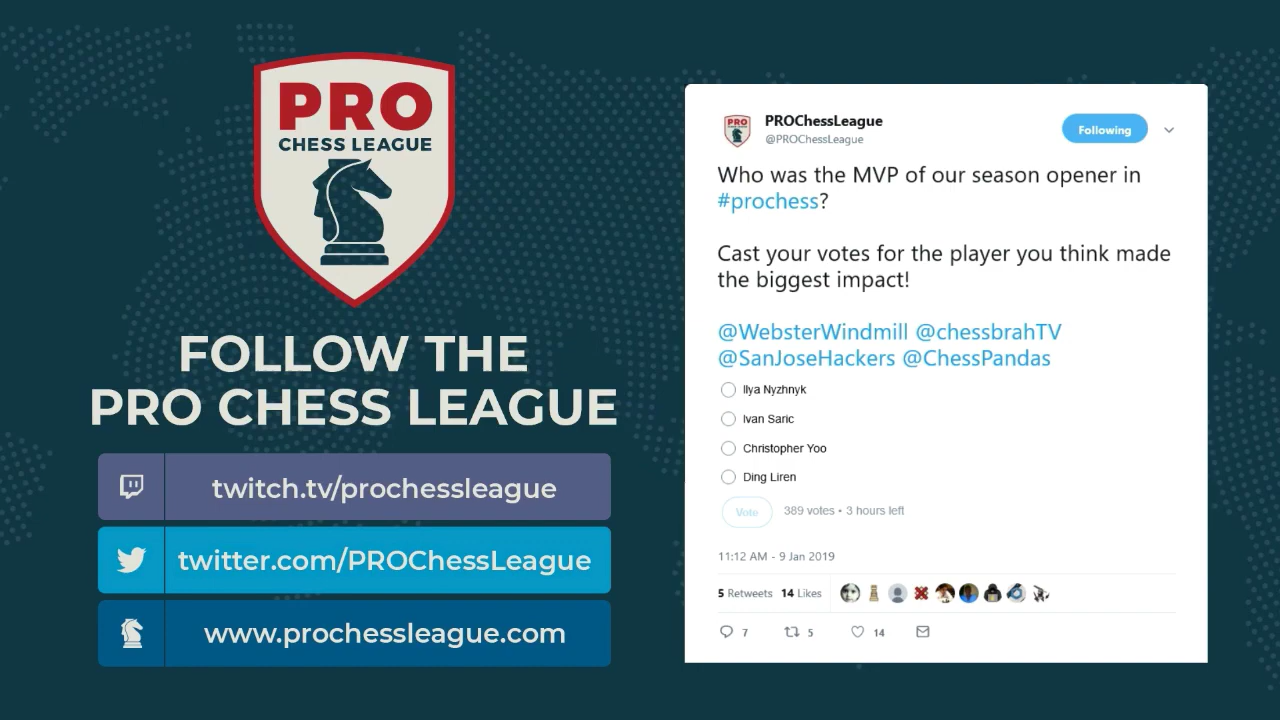 PRO
CHESS LEAGUE
FOLLOW THE
PRO CHESS LEAGUE
twitch.tv/prochessleague
twitter.com/PROChessLeague
www.prochessleague.com
PRO
PROChessLeague
@PROChessLeague
Following
Who was the MVP of our season opener in
#prochess?
Cast your votes for the player you think made
the biggest impact!
@WebsterWindmill @chessbrahTV
@SanJoseHackers @ChessPandas
Ilya Nyzhnyk
Ivan Saric
Christopher Yoo
Ding Liren
Vote
389 votes • 3 hours left
11:12 AM - 9 Jan 2019
5 Retweets 14 Likes
7 5 14